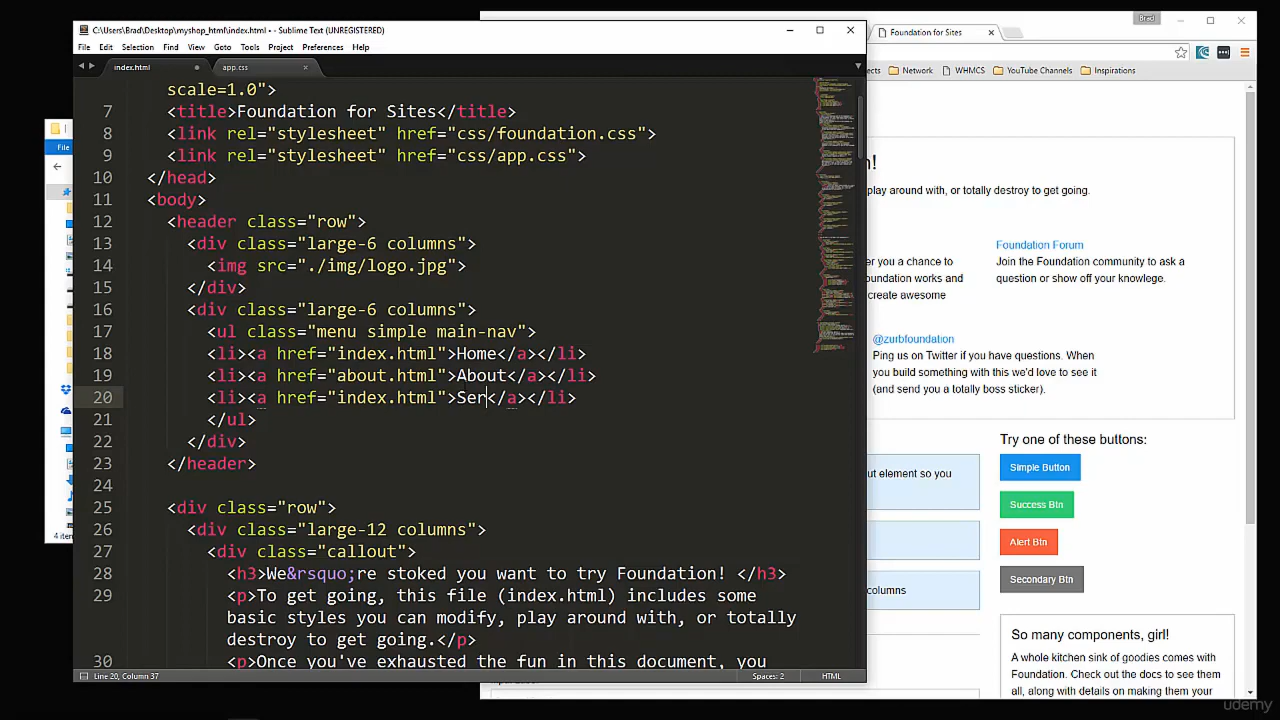 C:\Users\Brad\Desktop\myshop_html\index.html • - Sublime Text (UNREGISTERED)
File Edit Selection Find View Goto Tools Project Preferences Help
index.html
app.css
scale=1.0">
7 <title>Foundation for Sites</title>
8 <link rel="stylesheet" href="css/foundation.css">
9 <link rel="stylesheet" href="css/app.css">
10 </head>
11 <body>
12 <header class="row">
13 <div class="large-6 columns">
14 <img src="./img/logo.jpg">
15 </div>
16 <div class="large-6 columns">
17 <ul class="menu simple main-nav">
18 <li><a href="index.html">Home</a></li>
19 <li><a href="about.html">About</a></li>
20 <li><a href="index.html">Ser</a></li>
21 </ul>
22 </div>
23 </header>
24
25 <div class="row">
26 <div class="large-12 columns">
27 <div class="callout">
28 <h3>We&rsquo;re stoked you want to try Foundation! </h3>
29 <p>To get going, this file (index.html) includes some
basic styles you can modify, play around with, or totally
destroy to get going.</p>
30 <p>Once you've exhausted the fun in this document, you
Line 20, Column 37
Spaces: 2
HTML
File
4 item
Brad
Foundation for Sites
ects
Network
WHMCS
YouTube Channels
Inspirations
n!
play around with, or totally destroy to get going.
Foundation Forum
er you a chance to
Join the Foundation community to ask a
undation works and
question or show off your knowlege.
create awesome
@zurbfoundation
Ping us on Twitter if you have questions. When
you build something with this we'd love to see it
(and send you a totally boss sticker).
Try one of these buttons:
ut element so you
Simple Button
Success Btn
Alert Btn
Secondary Btn
columns
So many components, girl!
A whole kitchen sink of goodies comes with
Foundation. Check out the docs to see them
all, along with details on making them your
udemy